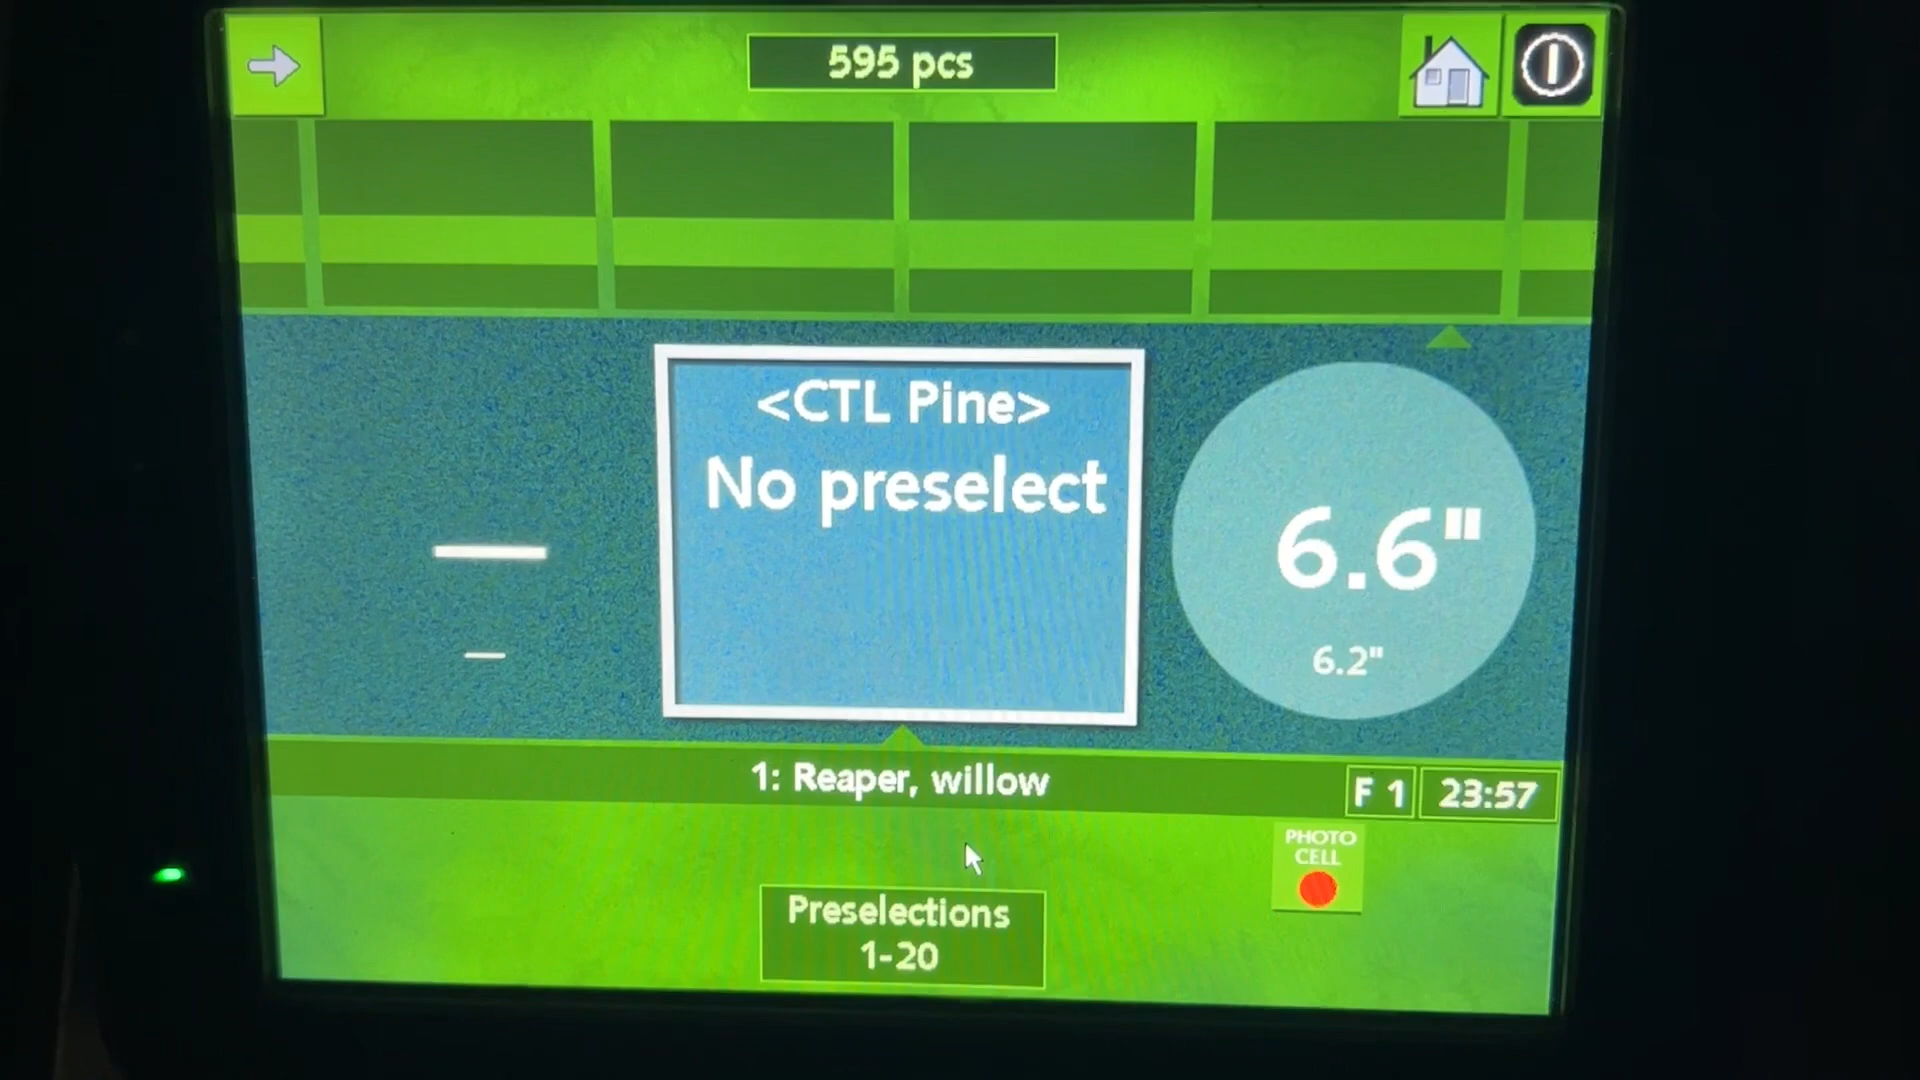 595 pcs
<CTL Pine>
No preselect
6.6"
6.2"
1: Reaper, willow
F 1
23:57
PHOTO
CELL
Preselections
1-20